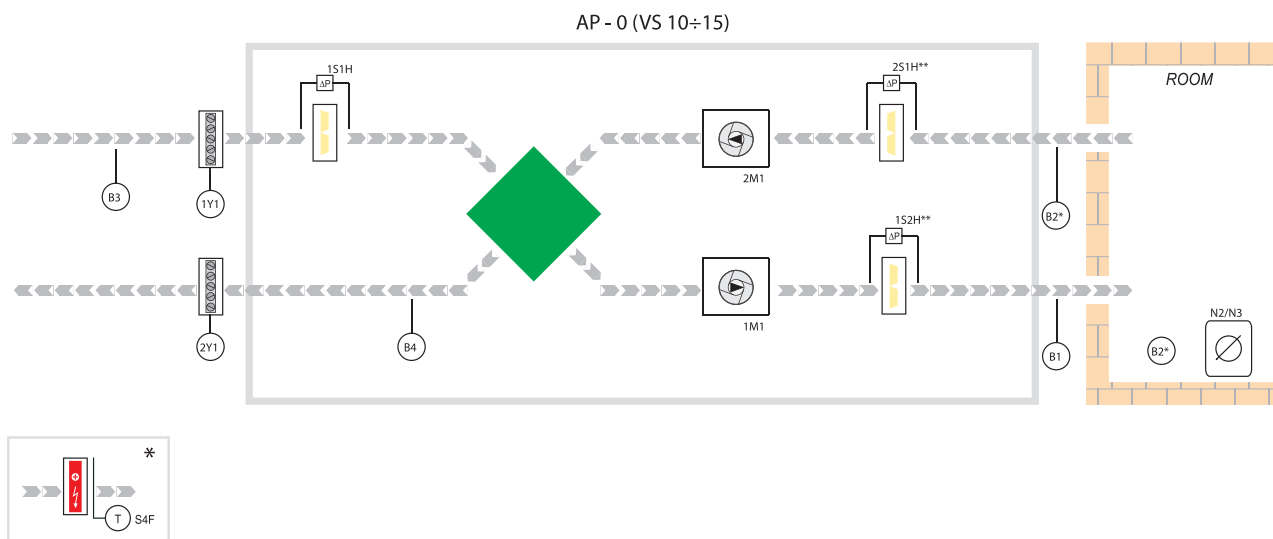 AP - 0 (VS 10÷15)
1S1H
ΔP
2S1H**
ΔP
ROOM
B3
1Y1
2M1
B2*
1S2H**
ΔP
2Y1
B4
1M1
B1
B2*
N2/N3
*
T
S4F